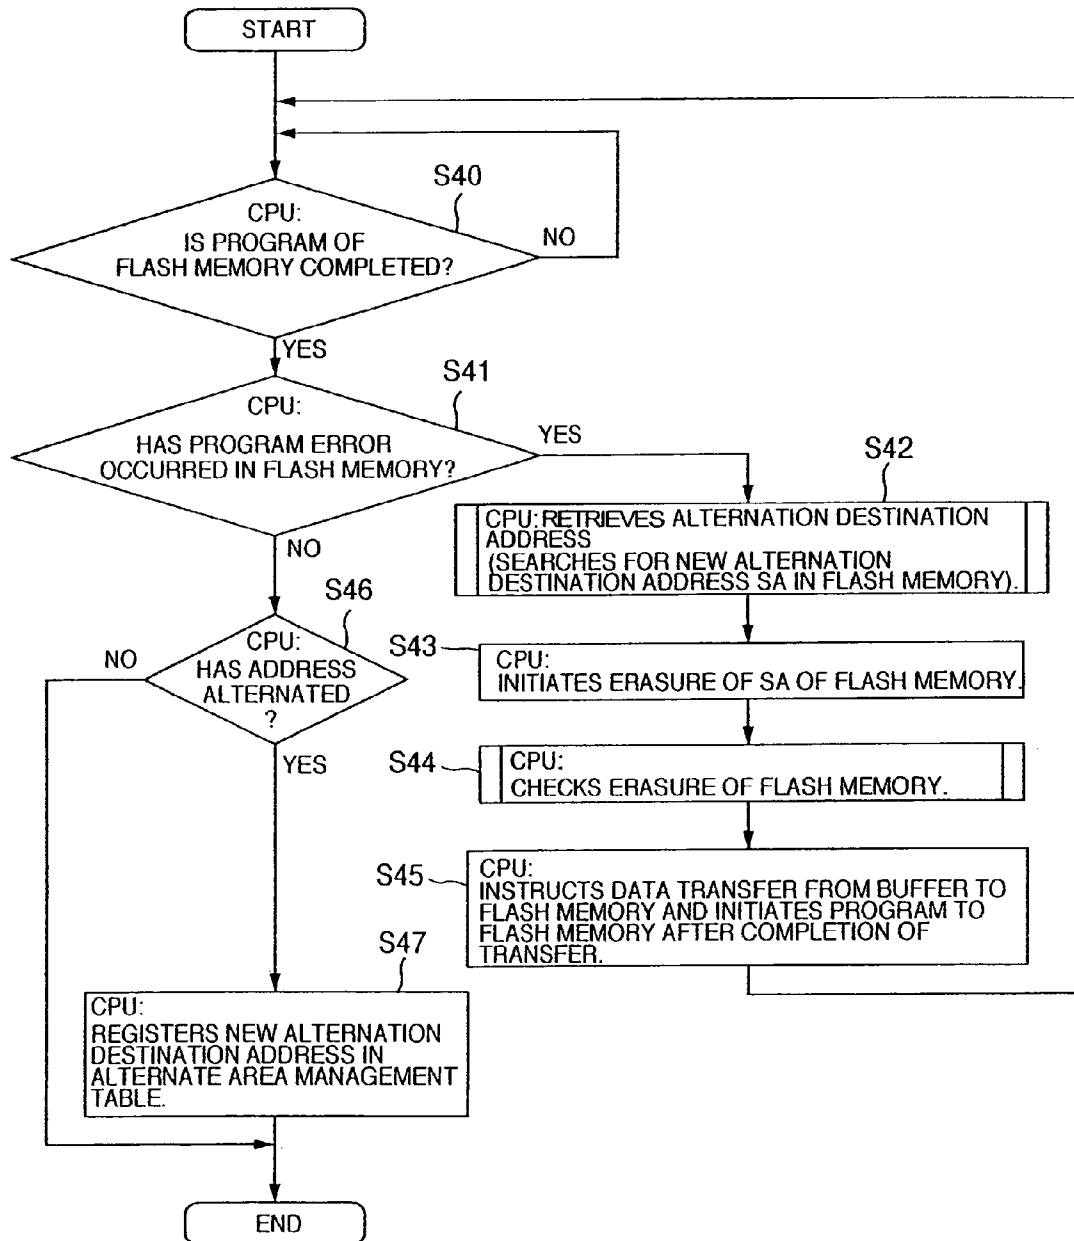 START
S40
CPU:
IS PROGRAM OF
FLASH MEMORY COMPLETED?
NO
YES
S41
CPU:
HAS PROGRAM ERROR
OCCURRED IN FLASH MEMORY?
YES
NO
S42
CPU: RETRIEVES ALTERNATION DESTINATION
ADDRESS
(SEARCHES FOR NEW ALTERNATION
DESTINATION ADDRESS SA IN FLASH MEMORY).
S43
CPU:
INITIATES ERASURE OF SA OF FLASH MEMORY.
S44
CPU:
CHECKS ERASURE OF FLASH MEMORY.
S45
CPU:
INSTRUCTS DATA TRANSFER FROM BUFFER TO
FLASH MEMORY AND INITIATES PROGRAM TO
FLASH MEMORY AFTER COMPLETION OF
TRANSFER.
S46
CPU:
HAS ADDRESS
ALTERNATED
?
NO
YES
S47
CPU:
REGISTERS NEW ALTERNATION
DESTINATION ADDRESS IN
ALTERNATE AREA MANAGEMENT
TABLE.
END